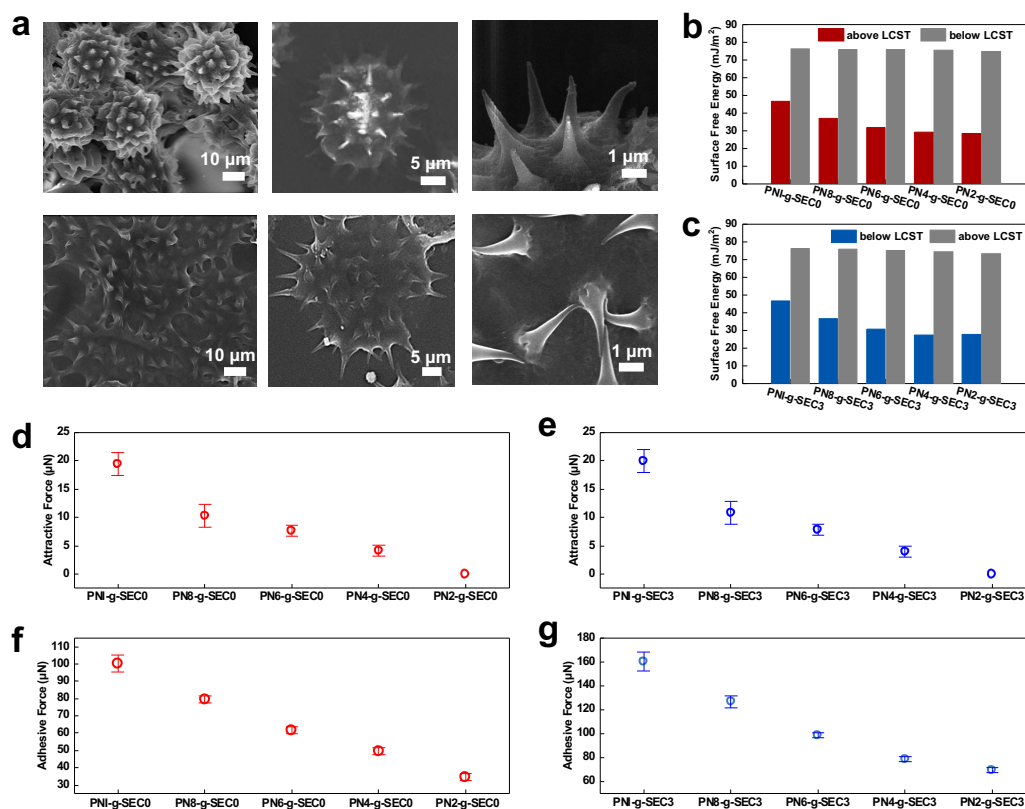 a
10 µm
5 µm
1 µm
10 µm
5 µm
1 µm
b
above LCST
below LCST
Surface Free Energy (mJ/m²)
90
80
70
60
50
40
30
20
10
0
PNI-g-SEC0
PN8-g-SEC0
PN6-g-SEC0
PN4-g-SEC0
PN2-g-SEC0
c
below LCST
above LCST
Surface Free Energy (mJ/m²)
90
80
70
60
50
40
30
20
10
0
PNI-g-SEC3
PN8-g-SEC3
PN6-g-SEC3
PN4-g-SEC3
PN2-g-SEC3
d
Attractive Force (µN)
25
20
15
10
5
0
PNI-g-SEC0 PN8-g-SEC0 PN6-g-SEC0 PN4-g-SEC0 PN2-g-SEC0
e
Attractive Force (µN)
25
20
15
10
5
0
PNI-g-SEC3 PN8-g-SEC3 PN6-g-SEC3 PN4-g-SEC3 PN2-g-SEC3
f
Adhesive Force (µN)
110
100
90
80
70
60
50
40
30
PNI-g-SEC0 PN8-g-SEC0 PN6-g-SEC0 PN4-g-SEC0 PN2-g-SEC0
g
Adhesive Force (µN)
180
160
140
120
100
80
60
PNI-g-SEC3 PN8-g-SEC3 PN6-g-SEC3 PN4-g-SEC3 PN2-g-SEC3